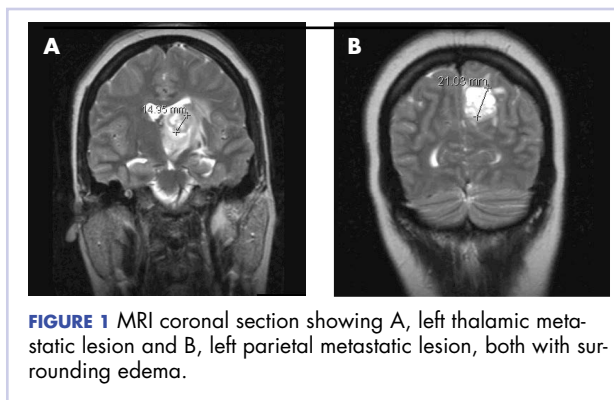 A
B
14.95 mm
21.03 mm
FIGURE 1 MRI coronal section showing A, left thalamic meta-
static lesion and B, left parietal metastatic lesion, both with sur-
rounding edema.